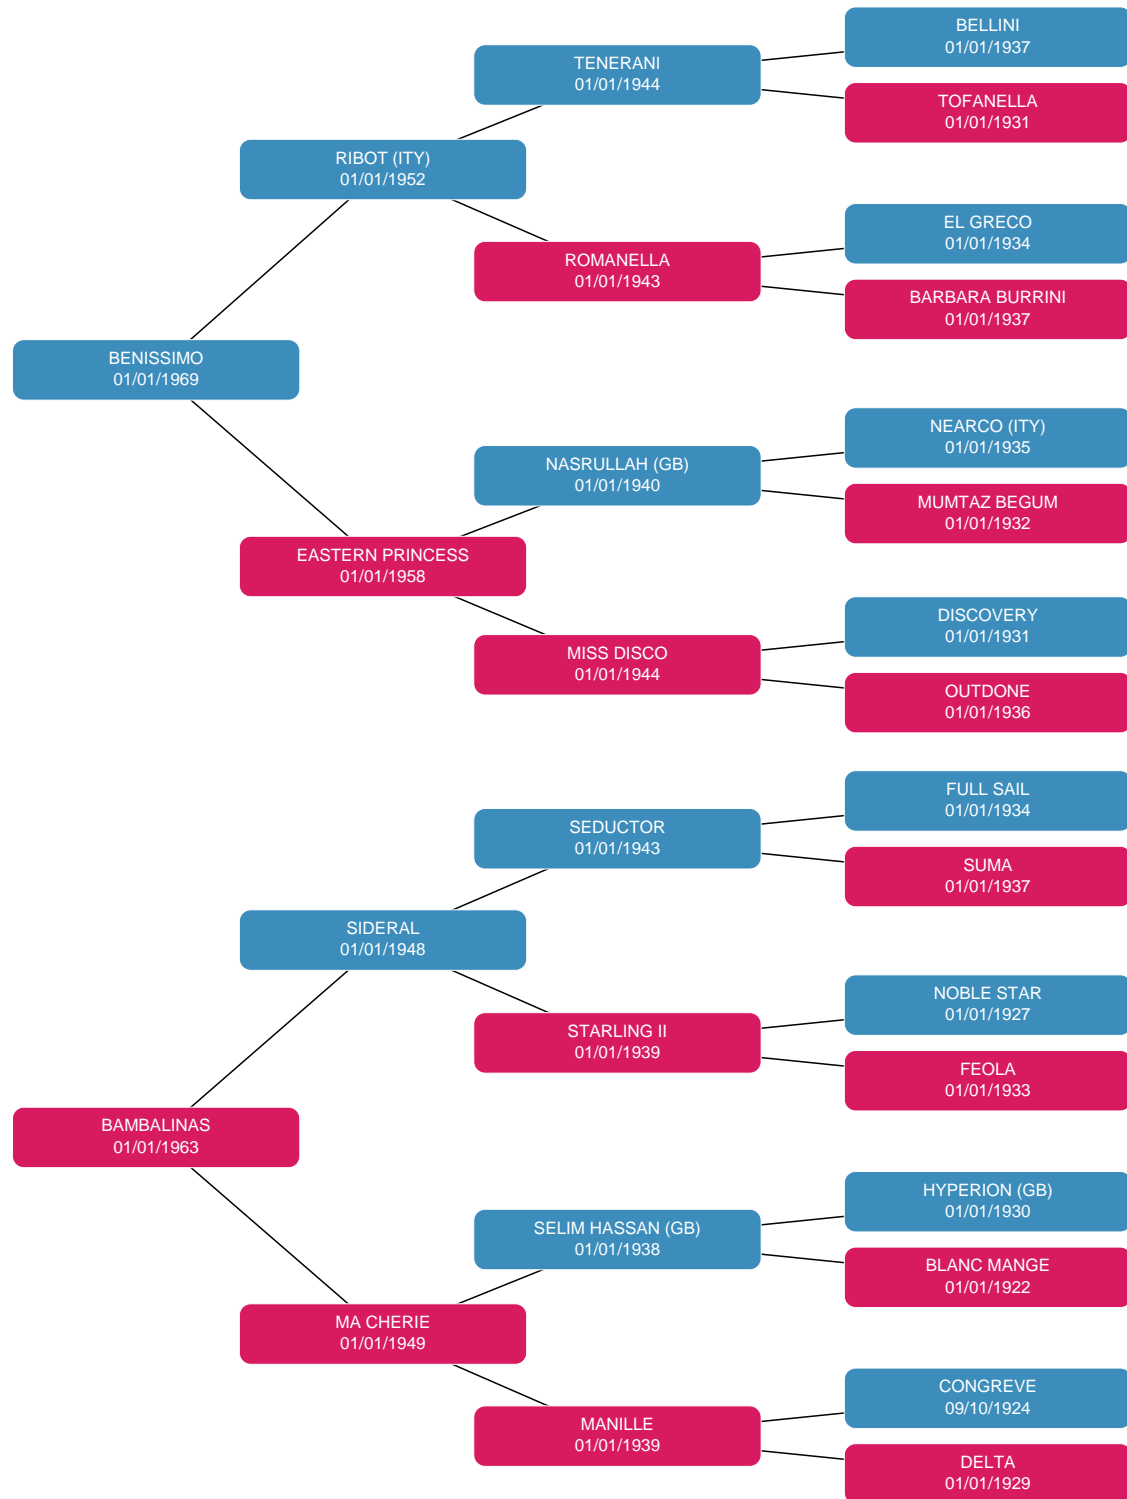 BELLINI
01/01/1937
TENERANI
01/01/1944
TOFANELLA
01/01/1931
RIBOT (ITY)
01/01/1952
EL GRECO
01/01/1934
ROMANELLA
01/01/1943
BARBARA BURRINI
01/01/1937
BENISSIMO
01/01/1969
NEARCO (ITY)
01/01/1935
NASRULLAH (GB)
01/01/1940
MUMTAZ BEGUM
01/01/1932
EASTERN PRINCESS
01/01/1958
DISCOVERY
01/01/1931
MISS DISCO
01/01/1944
OUTDONE
01/01/1936
FULL SAIL
01/01/1934
SEDUCTOR
01/01/1943
SUMA
01/01/1937
SIDERAL
01/01/1948
NOBLE STAR
01/01/1927
STARLING II
01/01/1939
FEOLA
01/01/1933
BAMBALINAS
01/01/1963
HYPERION (GB)
01/01/1930
SELIM HASSAN (GB)
01/01/1938
BLANC MANGE
01/01/1922
MA CHERIE
01/01/1949
CONGREVE
09/10/1924
MANILLE
01/01/1939
DELTA
01/01/1929